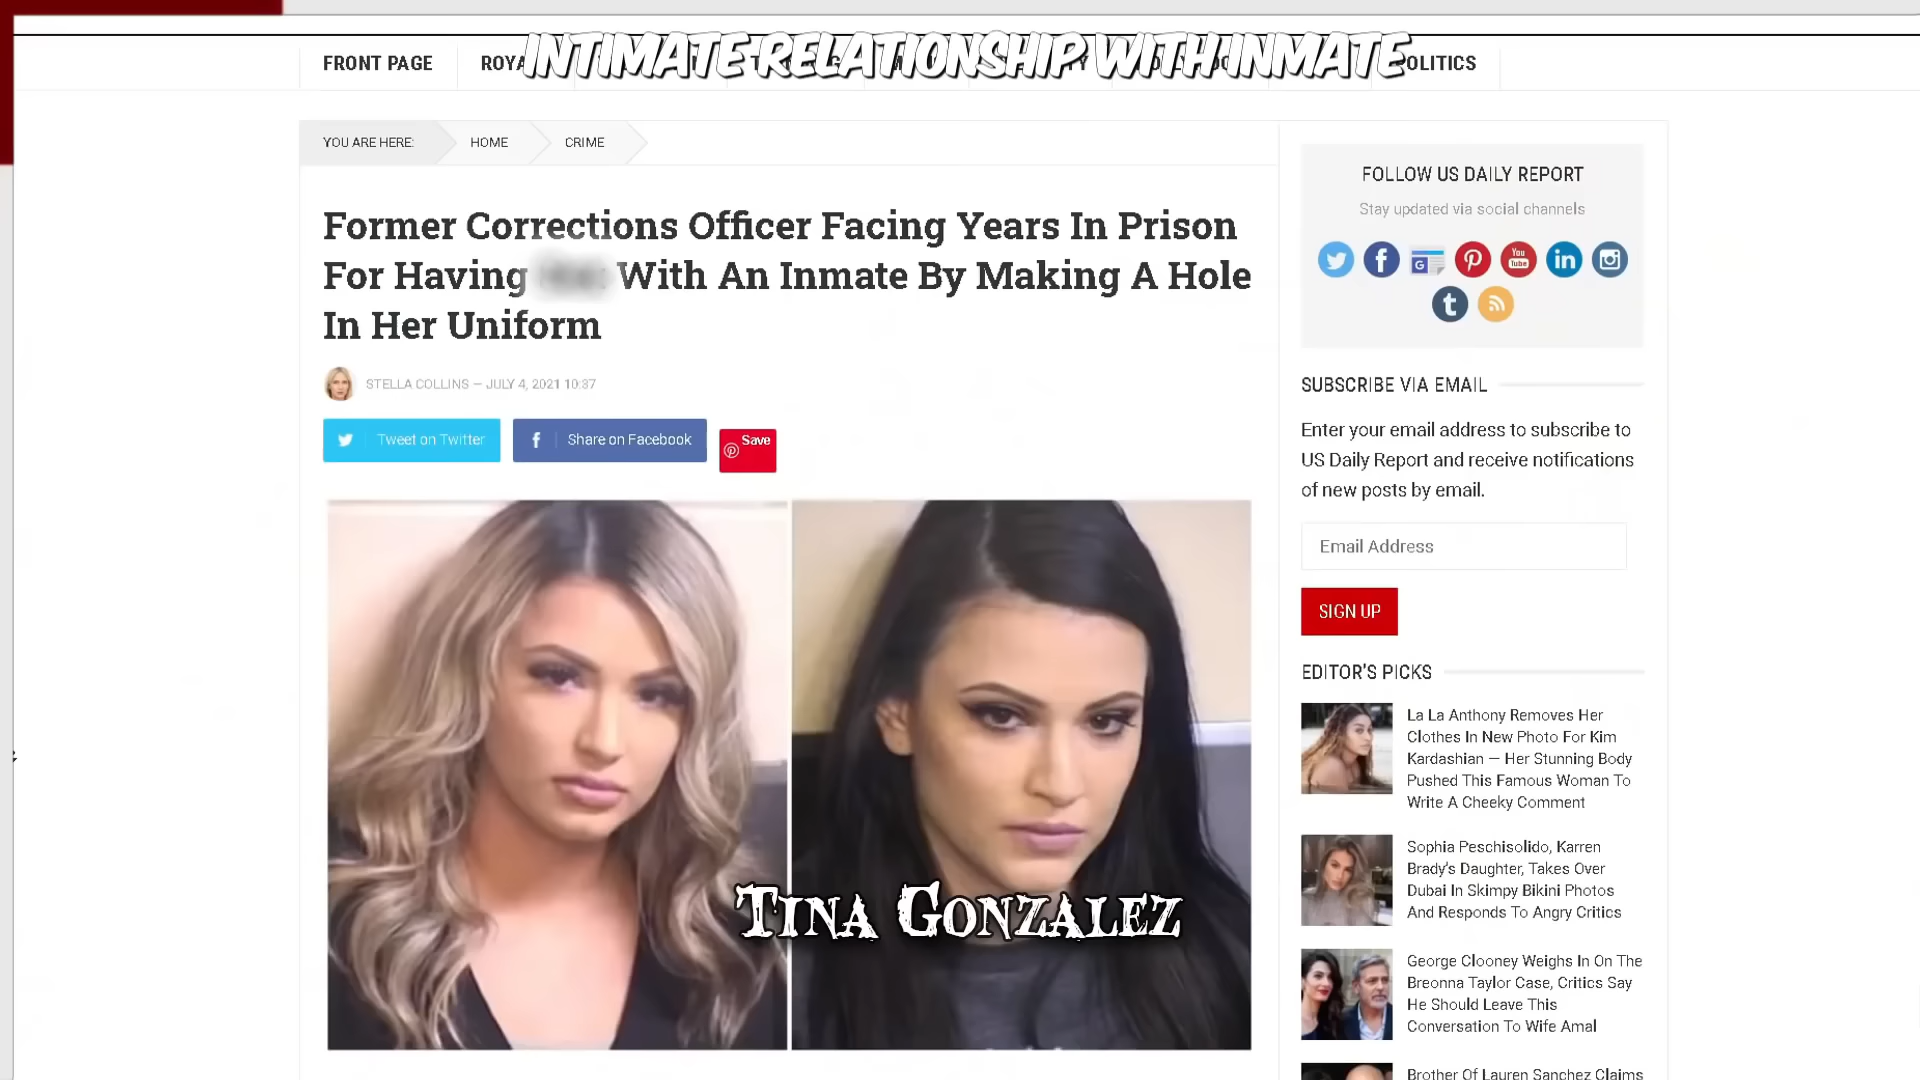 INTIMATE RELATIONSHIP WITH INMATE
FRONT PAGE
POLITICS
YOU ARE HERE:
HOME
CRIME
Former Corrections Officer Facing Years In Prison
For Having With An Inmate By Making A Hole
In Her Uniform
STELLA COLLINS — JULY 4, 2021 10:37
Tweet on Twitter
Share on Facebook
Save
TINA GONZALEZ
FOLLOW US DAILY REPORT
Stay updated via social channels
SUBSCRIBE VIA EMAIL
Enter your email address to subscribe to
US Daily Report and receive notifications
of new posts by email.
Email Address
SIGN UP
EDITOR'S PICKS
La La Anthony Removes Her
Clothes In New Photo For Kim
Kardashian — Her Stunning Body
Pushed This Famous Woman To
Write A Cheeky Comment
Sophia Peschisolido, Karren
Brady's Daughter, Takes Over
Dubai In Skimpy Bikini Photos
And Responds To Angry Critics
George Clooney Weighs In On The
Breonna Taylor Case, Critics Say
He Should Leave This
Conversation To Wife Amal
Brother Of Lauren Sanchez Claims